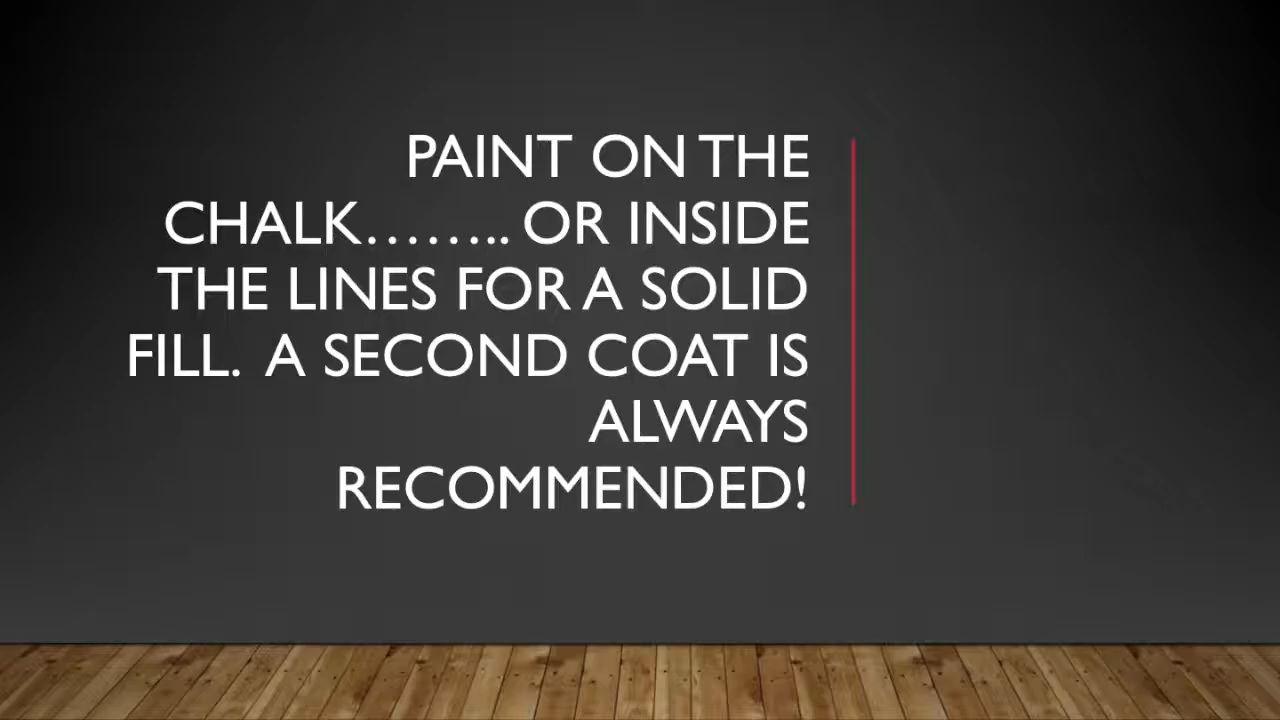 PAINT ON THE
CHALK…….. OR INSIDE
THE LINES FOR A SOLID
FILL.  A SECOND COAT IS
ALWAYS
RECOMMENDED!